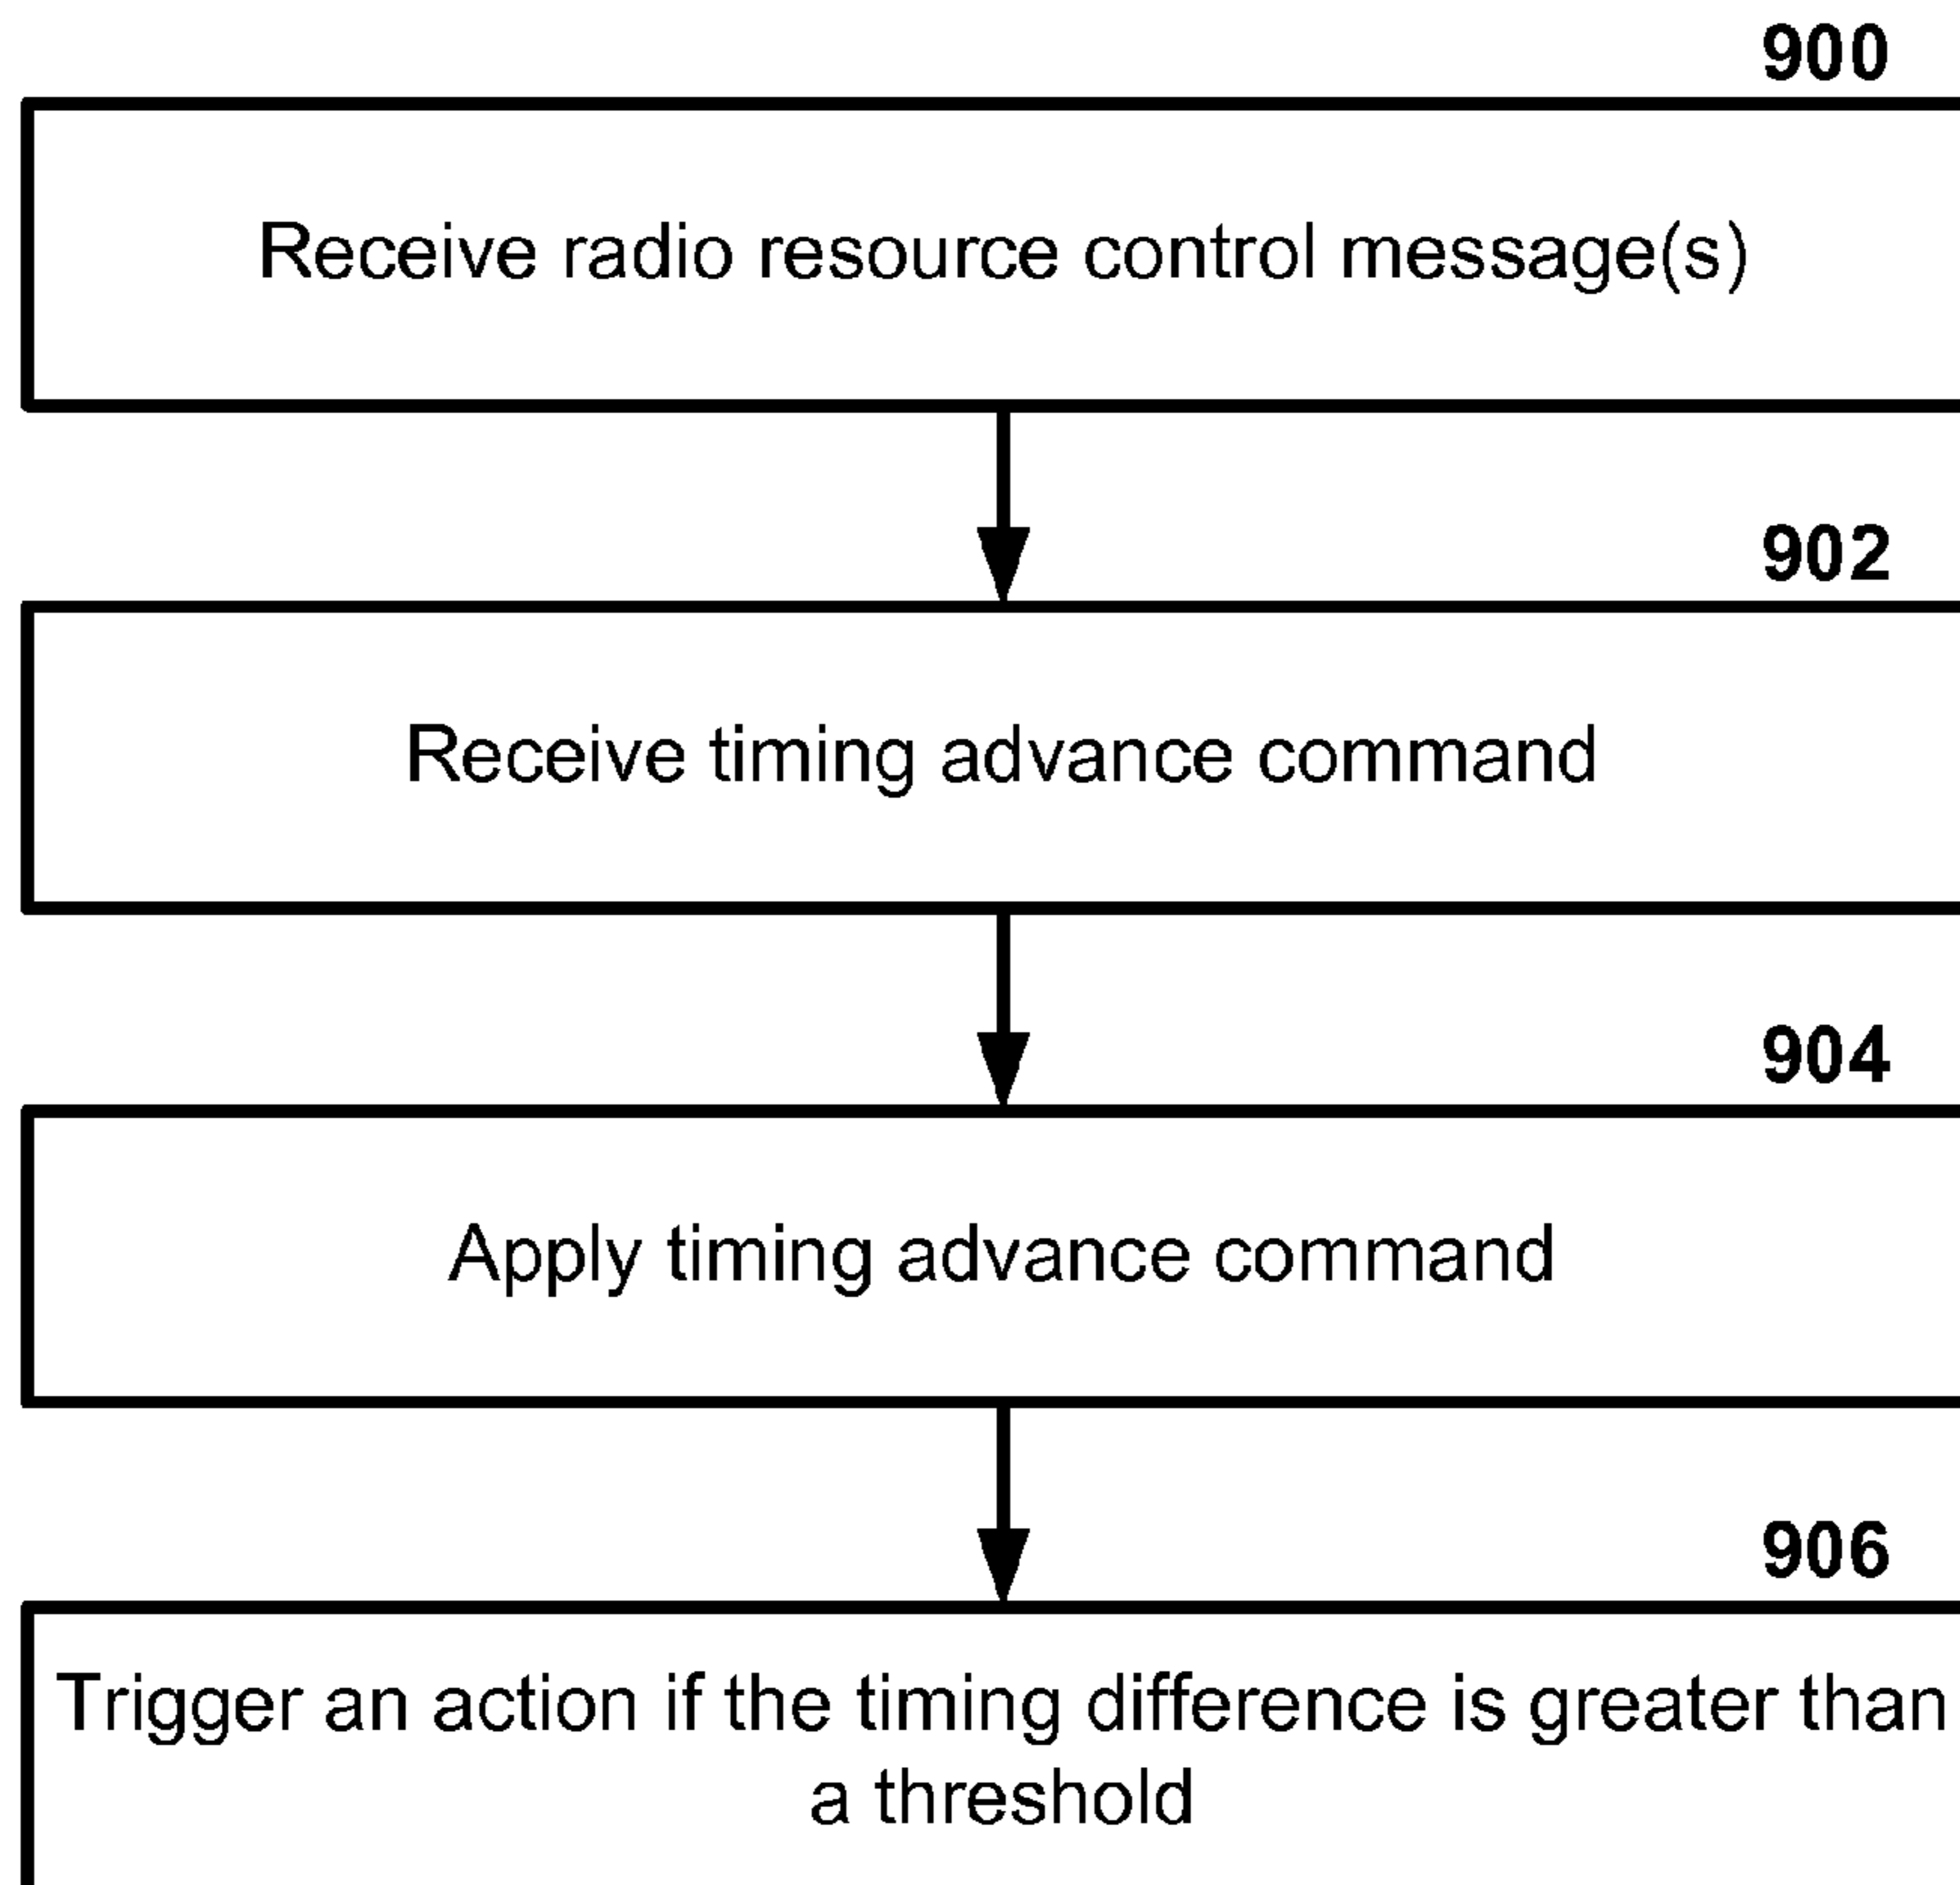 900
Receive radio resource control message(s)
902
Receive timing advance command
904
Apply timing advance command
906
Trigger an action if the timing difference is greater than
a threshold